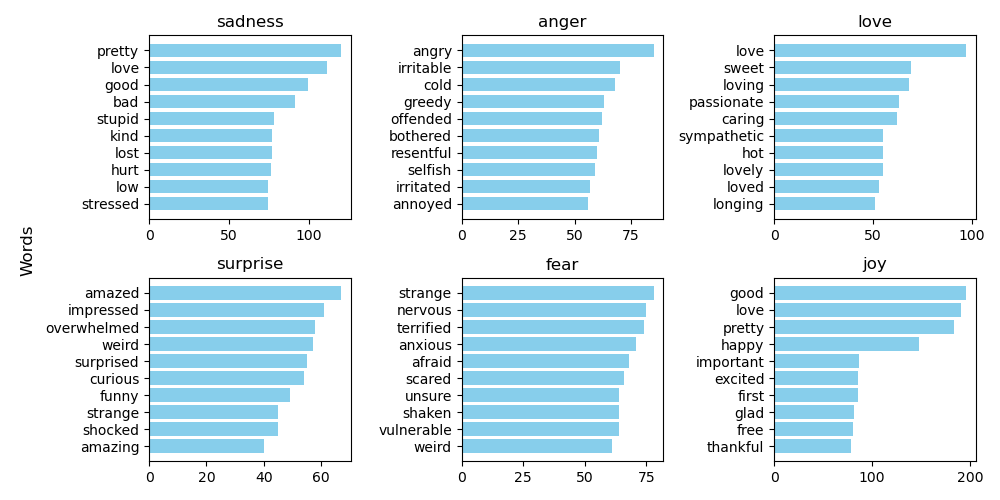 sadness
pretty
love
good
bad
stupid
kind
lost
hurt
low
stressed
0 50 100
anger
angry
irritable
cold
greedy
offended
bothered
resentful
selfish
irritated
annoyed
0 25 50 75
love
love
sweet
loving
passionate
caring
sympathetic
hot
lovely
loved
longing
0 50 100
Words
surprise
amazed
impressed
overwhelmed
weird
surprised
curious
funny
strange
shocked
amazing
0 20 40 60
fear
strange
nervous
terrified
anxious
afraid
scared
unsure
shaken
vulnerable
weird
0 25 50 75
joy
good
love
pretty
happy
important
excited
first
glad
free
thankful
0 100 200